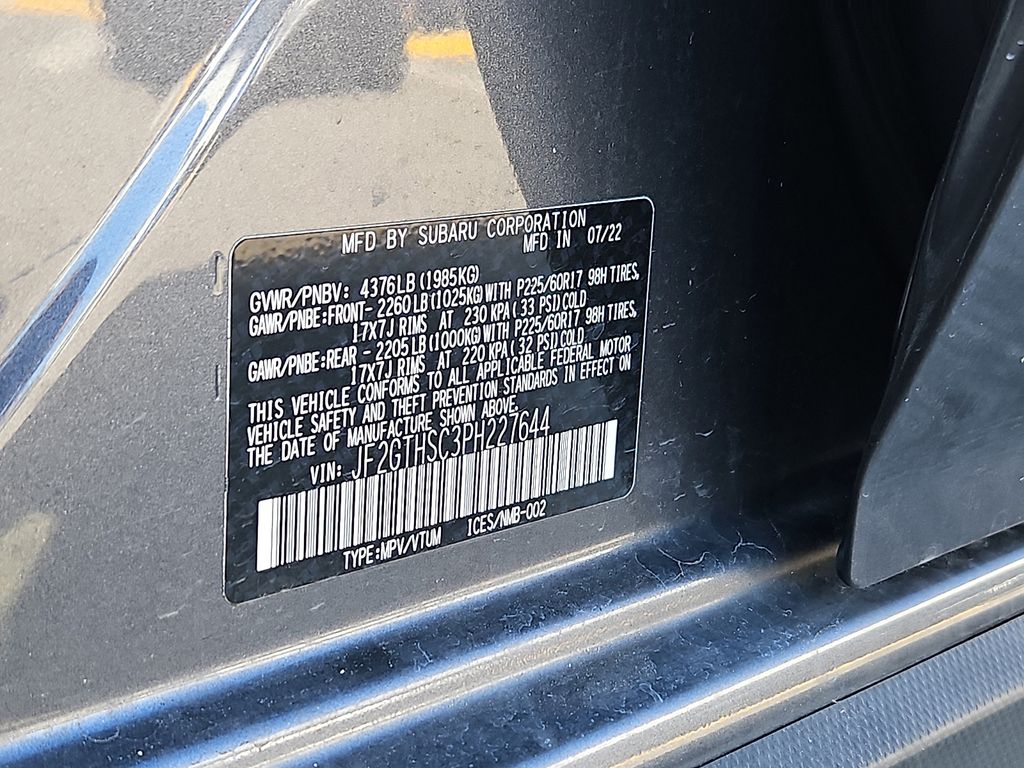 MFD BY SUBARU CORPORATION
MFD IN 07/22
GVWR/PNBV: 4376LB(1985KG)
GAWR/PNBE:FRONT-2260LB(1025KG)WITH P225/60R17 98H TIRES,
17X7J RIMS AT 230 KPA(33 PSI)COLD
GAWR/PNBE:REAR -2205LB(1000KG)WITH P225/60R17 98H TIRES,
17X7J RIMS AT 220 KPA(32 PSI)COLD
THIS VEHICLE CONFORMS TO ALL APPLICABLE FEDERAL MOTOR
VEHICLE SAFETY AND THEFT PREVENTION STANDARDS IN EFFECT ON
THE DATE OF MANUFACTURE SHOWN ABOVE.
VIN: JF2GTHSC3PH227644
TYPE:MPV/VTUM ICES/NMB-002